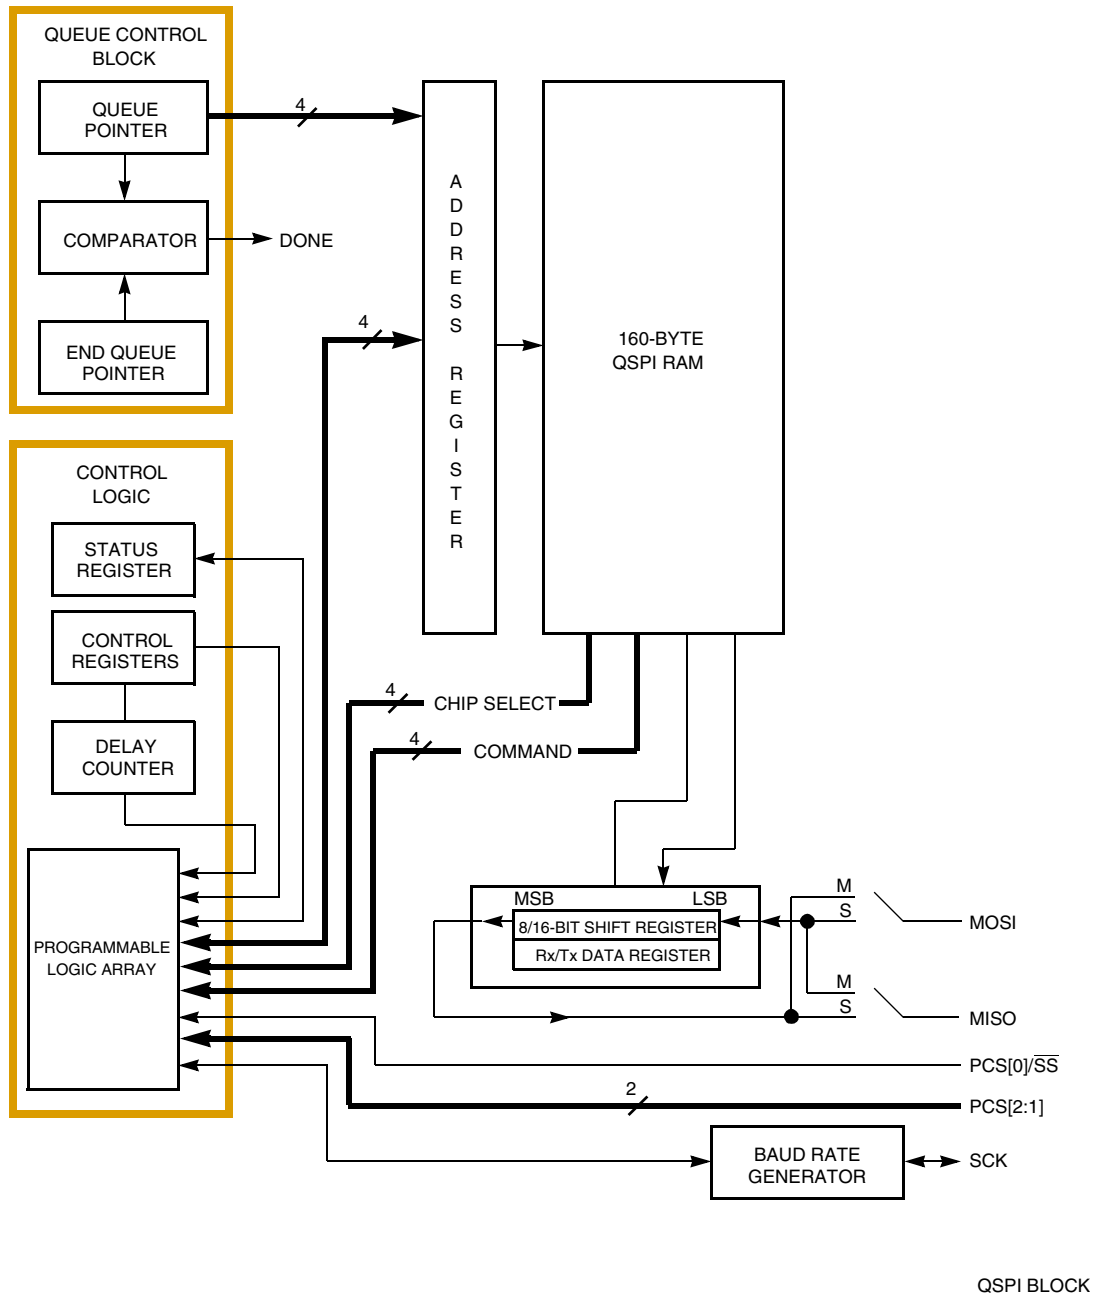 QUEUE CONTROL
BLOCK
QUEUE
POINTER
4
COMPARATOR
DONE
END QUEUE
POINTER
4
ADDRESS REGISTER
160-BYTE
QSPI RAM
CONTROL
LOGIC
STATUS
REGISTER
CONTROL
REGISTERS
DELAY
COUNTER
PROGRAMMABLE
LOGIC ARRAY
4
CHIP SELECT
4
COMMAND
MSB
LSB
8/16-BIT SHIFT REGISTER
Rx/Tx DATA REGISTER
M
S
MOSI
M
S
MISO
PCS[0]/S̅S̅
2
PCS[2:1]
BAUD RATE
GENERATOR
SCK
QSPI BLOCK